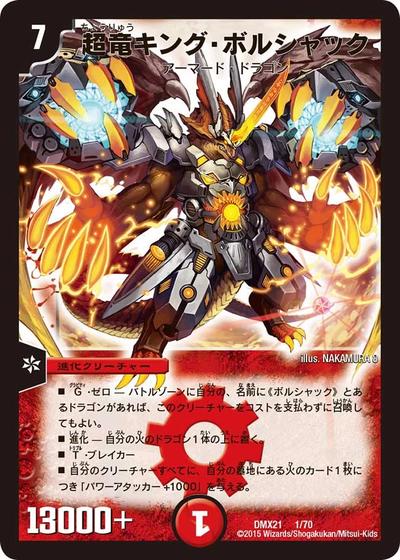 7
ちょうりゅう
超竜キング・ボルシャック
アーマード・ドラゴン
illus. NAKAMURA 8
進化クリーチャー
■ G・ゼロ — バトルゾーンに自分の、名前に《ボルシャック》とあ
るドラゴンがあれば、このクリーチャーをコストを支払わずに召喚
してもよい。
■ 進化 — 自分の火のドラゴン1体の上に置く。
■ T・ブレイカー
■ 自分のクリーチャーすべてに、自分の墓地にある火のカード1枚に
つき「パワーアタッカー +1000」を与える。
13000+
1
DMX21 1/70
©2015 Wizards/Shogakukan/Mitsui-Kids